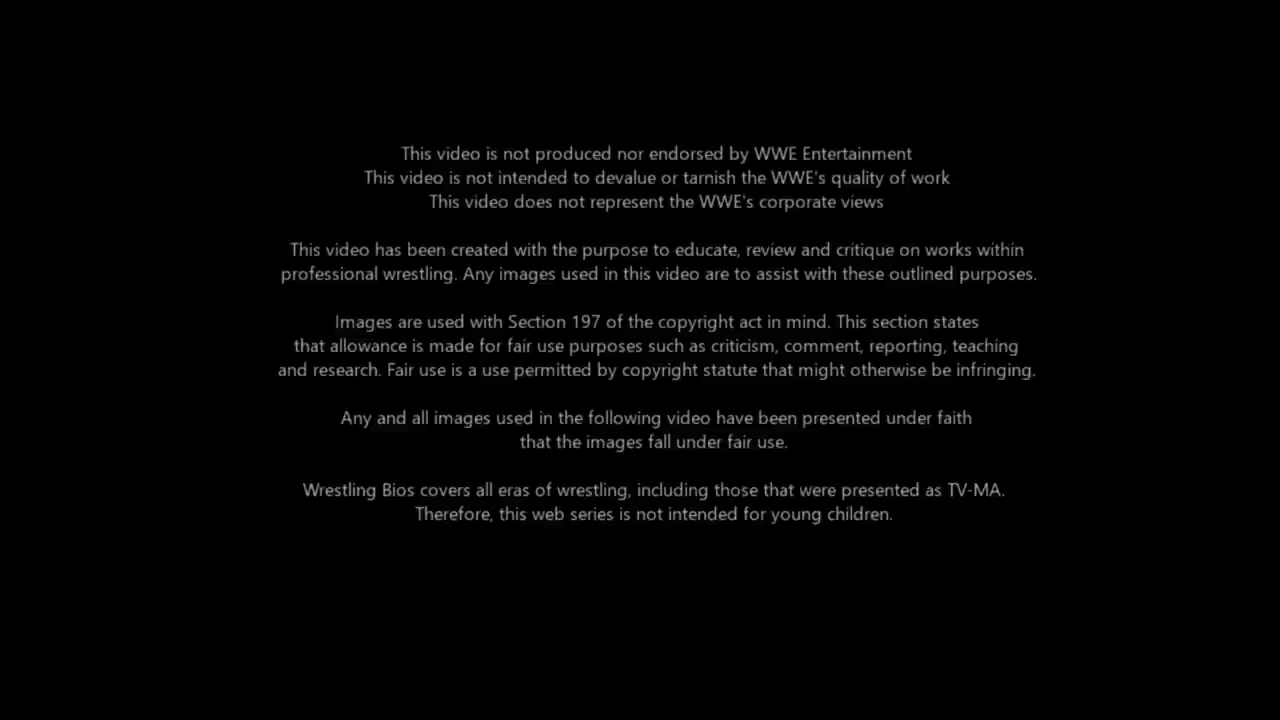 This video is not produced nor endorsed by WWE Entertainment
This video is not intended to devalue or tarnish the WWE's quality of work
This video does not represent the WWE's corporate views
This video has been created with the purpose to educate, review and critique on works within
professional wrestling. Any images used in this video are to assist with these outlined purposes.
Images are used with Section 197 of the copyright act in mind. This section states
that allowance is made for fair use purposes such as criticism, comment, reporting, teaching
and research. Fair use is a use permitted by copyright statute that might otherwise be infringing.
Any and all images used in the following video have been presented under faith
that the images fall under fair use.
Wrestling Bios covers all eras of wrestling, including those that were presented as TV-MA.
Therefore, this web series is not intended for young children.